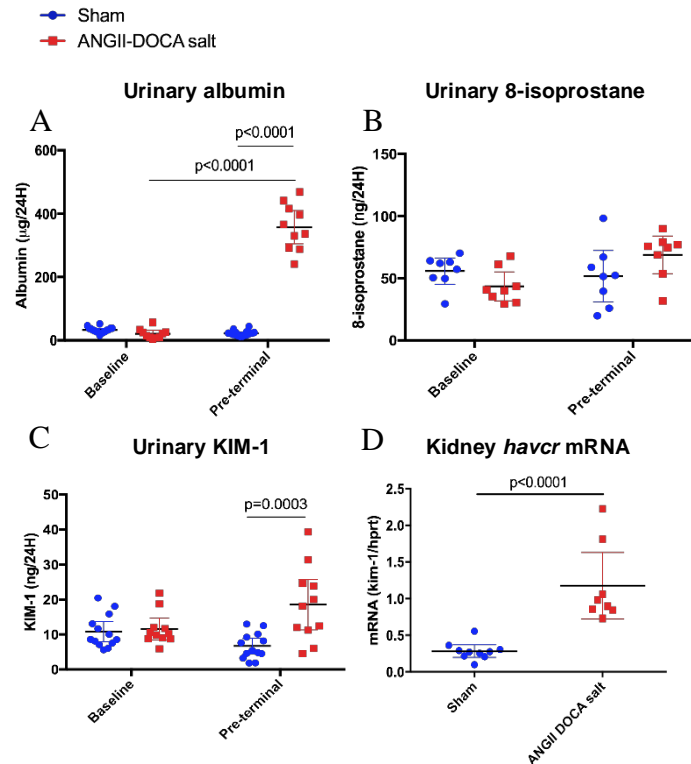 Sham
ANGII-DOCA salt
Urinary albumin
Urinary 8-isoprostane
A
B
p<0.0001
p<0.0001
600
400
200
0
Albumin (μg/24H)
Baseline
Pre-terminal
150
100
50
0
8-isoprostane (ng/24H)
Baseline
Pre-terminal
C
D
Urinary KIM-1
Kidney havcr mRNA
p=0.0003
50
40
30
20
10
0
KIM-1 (ng/24H)
Baseline
Pre-terminal
p<0.0001
2.5
2.0
1.5
1.0
0.5
0.0
mRNA (kim-1/hprt)
Sham
ANGII DOCA salt